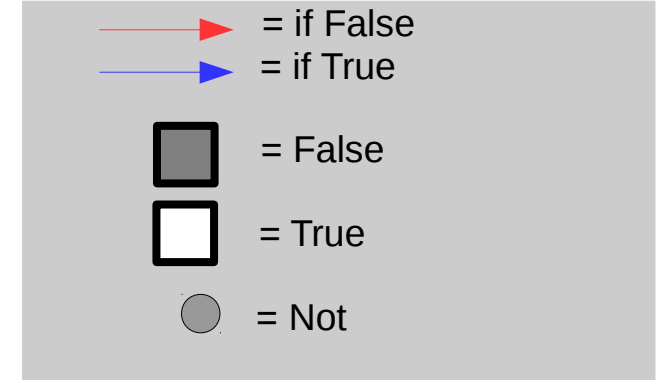 = if False
= if True
= False
= True
= Not